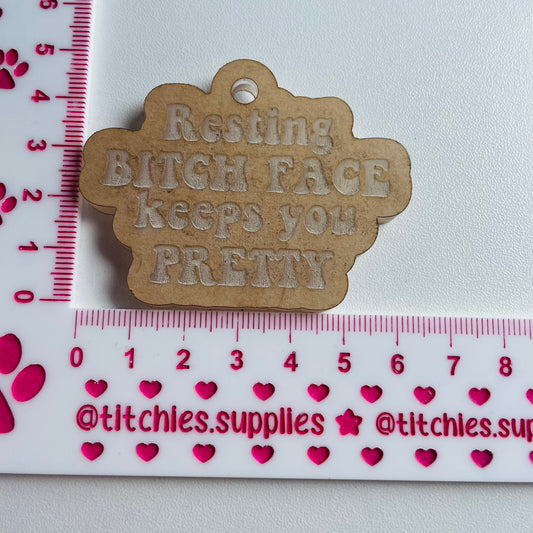 Resting
BITCH FACE
keeps you
PRETTY
6
5
4
3
2
1
0
0 1 2 3 4 5 6 7 8
@titchies.supplies ★ @titchies.sup